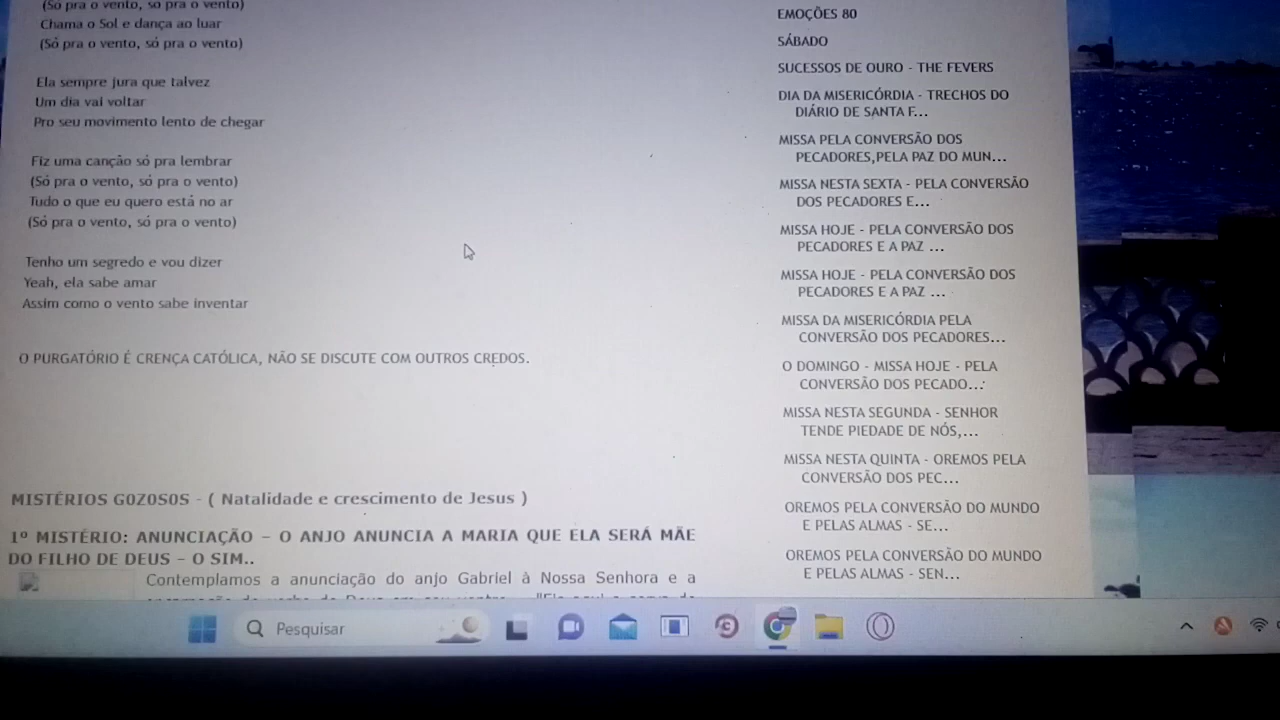 (Só pra o vento, só pra o vento)
Chama o Sol e dança ao luar
(Só pra o vento, só pra o vento)
Ela sempre jura que talvez
Um dia vai voltar
Pro seu movimento lento de chegar
Fiz uma canção só pra lembrar
(Só pra o vento, só pra o vento)
Tudo o que eu quero está no ar
(Só pra o vento, só pra o vento)
Tenho um segredo e vou dizer
Yeah, ela sabe amar
Assim como o vento sabe inventar
O PURGATÓRIO É CRENÇA CATÓLICA, NÃO SE DISCUTE COM OUTROS CREDOS.
MISTÉRIOS G0Z0S0S - ( Natalidade e crescimento de Jesus )
1º MISTÉRIO: ANUNCIAÇÃO – O ANJO ANUNCIA A MARIA QUE ELA SERÁ MÃE
DO FILHO DE DEUS – O SIM..
Contemplamos a anunciação do anjo Gabriel à Nossa Senhora e a
EMOÇÕES 80
SÁBADO
SUCESSOS DE OURO - THE FEVERS
DIA DA MISERICÓRDIA - TRECHOS DO
DIÁRIO DE SANTA F...
MISSA PELA CONVERSÃO DOS
PECADORES,PELA PAZ DO MUN...
MISSA NESTA SEXTA - PELA CONVERSÃO
DOS PECADORES E...
MISSA HOJE - PELA CONVERSÃO DOS
PECADORES E A PAZ ...
MISSA HOJE - PELA CONVERSÃO DOS
PECADORES E A PAZ ...
MISSA DA MISERICÓRDIA PELA
CONVERSÃO DOS PECADORES...
O DOMINGO - MISSA HOJE - PELA
CONVERSÃO DOS PECADO...
MISSA NESTA SEGUNDA - SENHOR
TENDE PIEDADE DE NÓS,...
MISSA NESTA QUINTA - OREMOS PELA
CONVERSÃO DOS PEC...
OREMOS PELA CONVERSÃO DO MUNDO
E PELAS ALMAS - SE...
OREMOS PELA CONVERSÃO DO MUNDO
E PELAS ALMAS - SEN...
Pesquisar